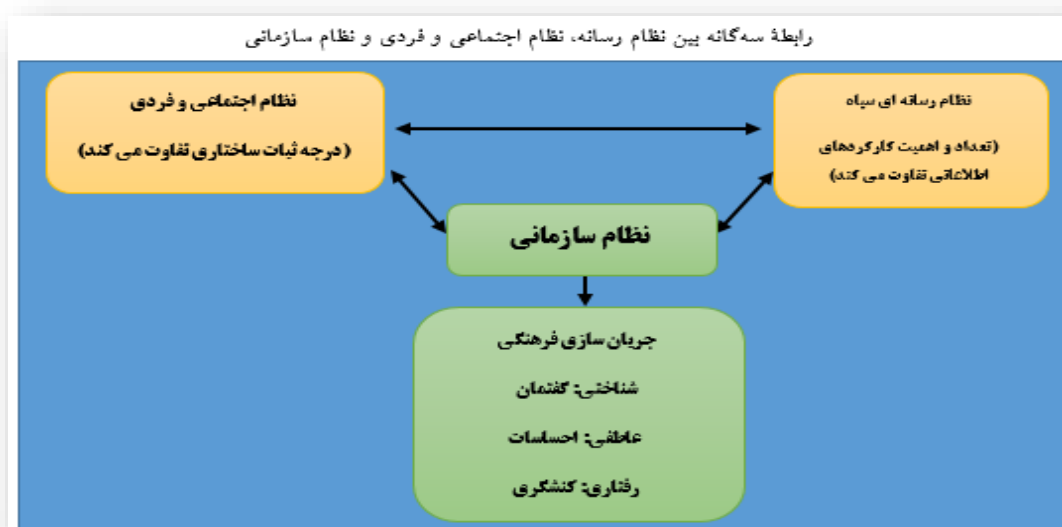 رابطهٔ سه‌گانه بین نظام رسانه، نظام اجتماعی و فردی و نظام سازمانی
نظام رسانه ای سپاه
(تعداد و اهمیت کارکردهای
اطلاعاتی تفاوت می کند)
نظام اجتماعی و فردی
(درجه ثبات ساختاری تفاوت می کند)
نظام سازمانی
جریان سازی فرهنگی
شناختی: گفتمان
عاطفی: احساسات
رفتاری: کنشگری